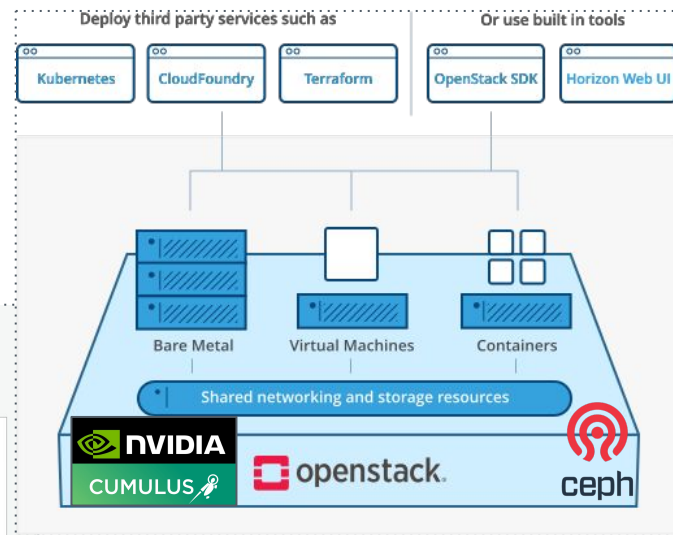 Deploy third party services such as
Or use built in tools
Kubernetes
CloudFoundry
Terraform
OpenStack SDK
Horizon Web UI
Bare Metal
Virtual Machines
Containers
Shared networking and storage resources
NVIDIA
CUMULUS
openstack.
ceph